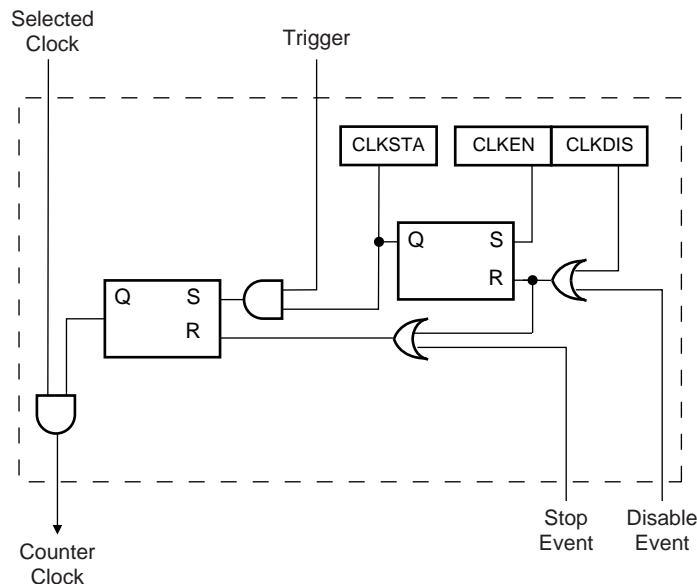 Selected
Clock
Trigger
CLKSTA
CLKEN
CLKDIS
Q
S
R
Q
S
R
Stop
Event
Disable
Event
Counter
Clock